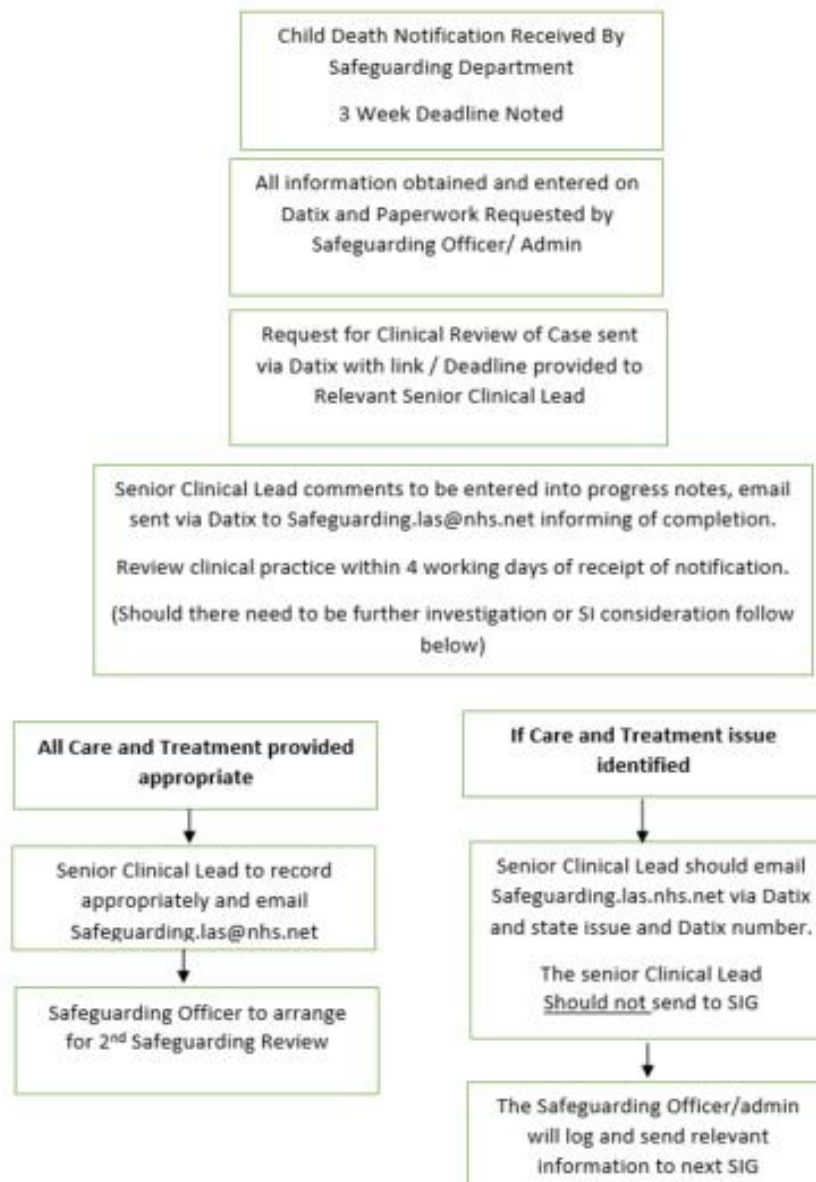 Child Death Notification Received By
Safeguarding Department
3 Week Deadline Noted
All information obtained and entered on
Datix and Paperwork Requested by
Safeguarding Officer/ Admin
Request for Clinical Review of Case sent
via Datix with link / Deadline provided to
Relevant Senior Clinical Lead
Senior Clinical Lead comments to be entered into progress notes, email
sent via Datix to Safeguarding.las@nhs.net informing of completion.
Review clinical practice within 4 working days of receipt of notification.
(Should there need to be further investigation or SI consideration follow
below)
All Care and Treatment provided
appropriate
Senior Clinical Lead to record
appropriately and email
Safeguarding.las@nhs.net
Safeguarding Officer to arrange
for 2nd Safeguarding Review
If Care and Treatment issue
identified
Senior Clinical Lead should email
Safeguarding.las.nhs.net via Datix
and state issue and Datix number.
The senior Clinical Lead
Should not send to SIG
The Safeguarding Officer/admin
will log and send relevant
information to next SIG